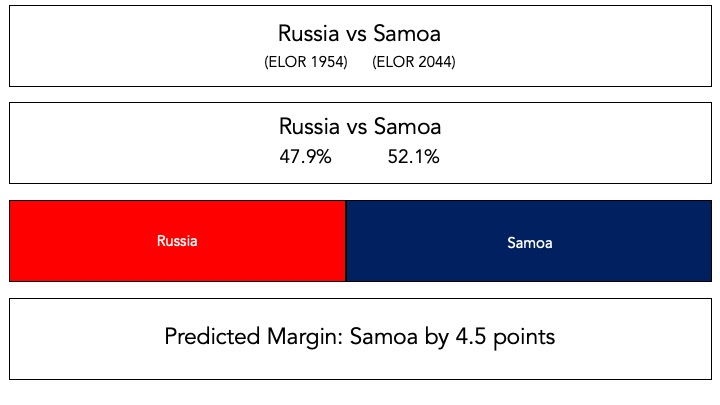 Russia vs Samoa
(ELOR 1954) (ELOR 2044)
Russia vs Samoa
47.9% 52.1%
Russia Samoa
Predicted Margin: Samoa by 4.5 points